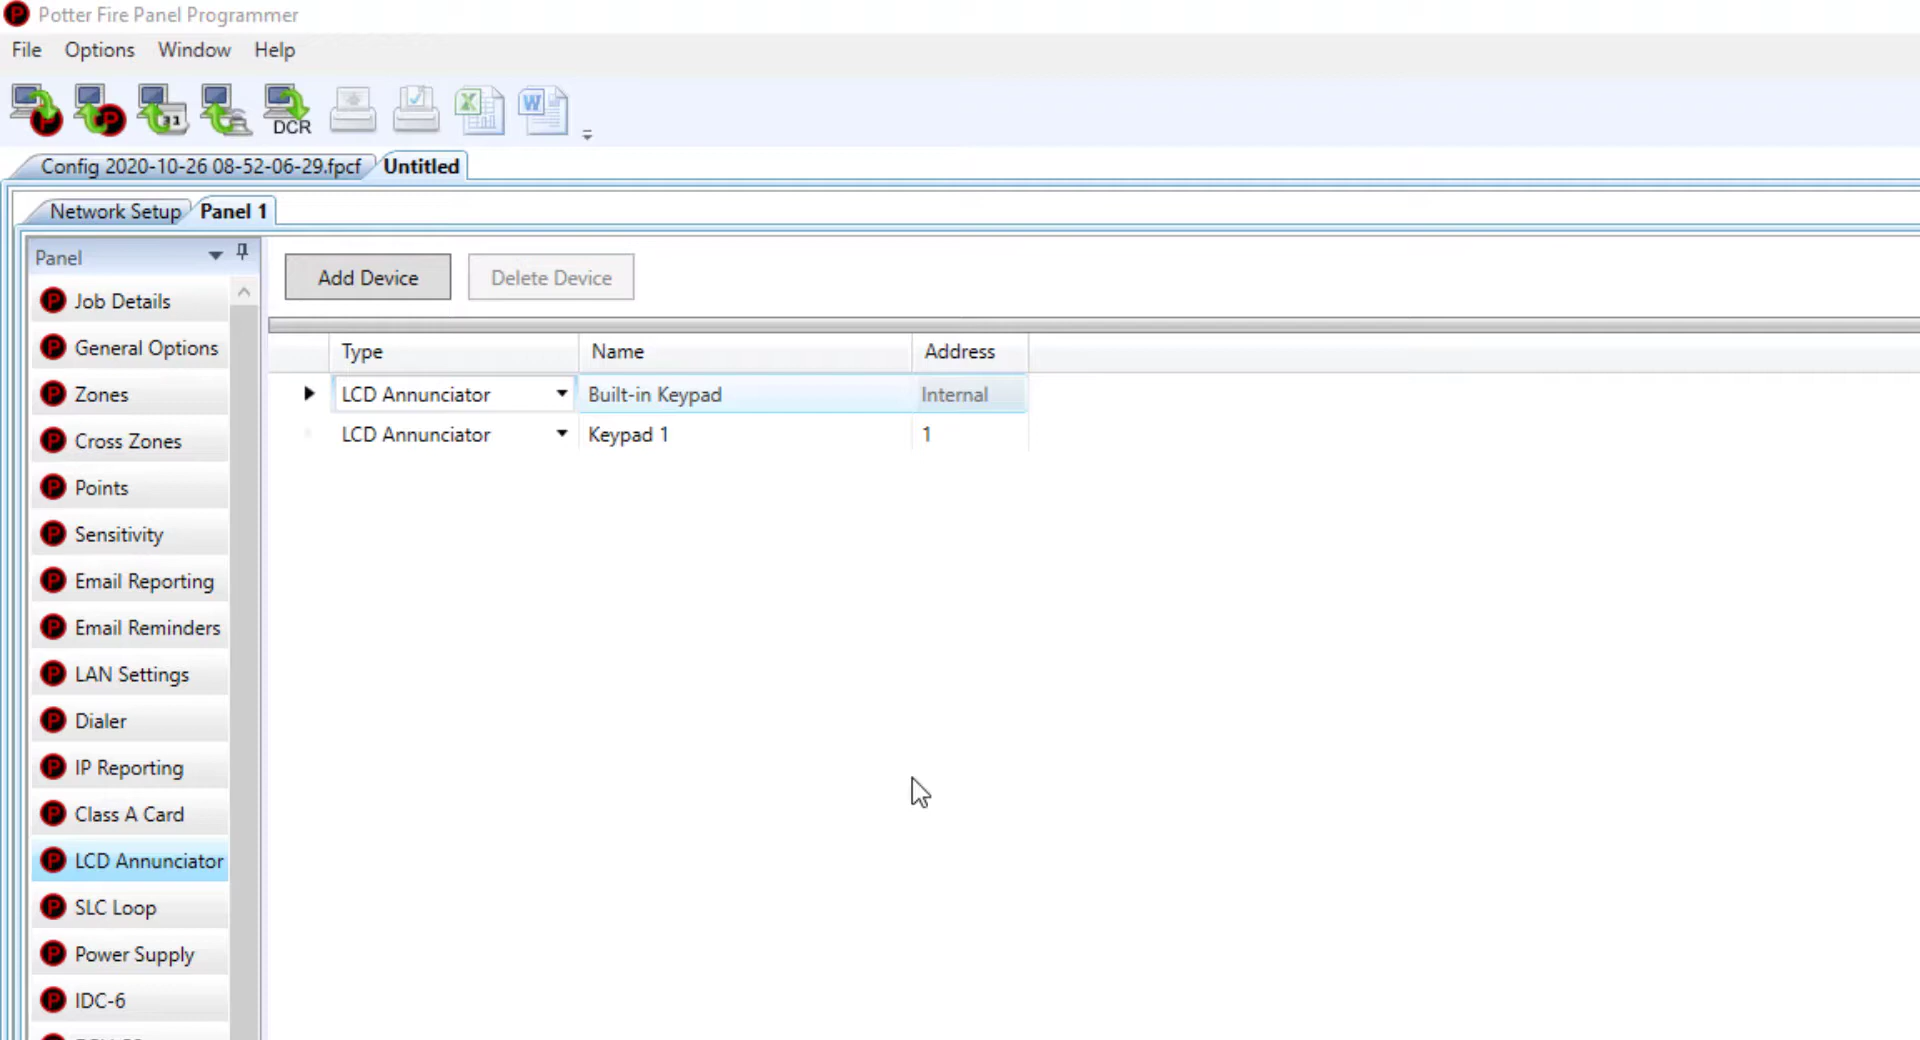 Potter Fire Panel Programmer
File Options Window Help
31 DCR
Config 2020-10-26 08-52-06-29.fpcf Untitled
Network Setup Panel 1
Panel
Add Device Delete Device
Job Details
General Options
Zones
Cross Zones
Points
Sensitivity
Email Reporting
Email Reminders
LAN Settings
Dialer
IP Reporting
Class A Card
LCD Annunciator
SLC Loop
Power Supply
IDC-6
Type Name Address
LCD Annunciator Built-in Keypad Internal
LCD Annunciator Keypad 1 1